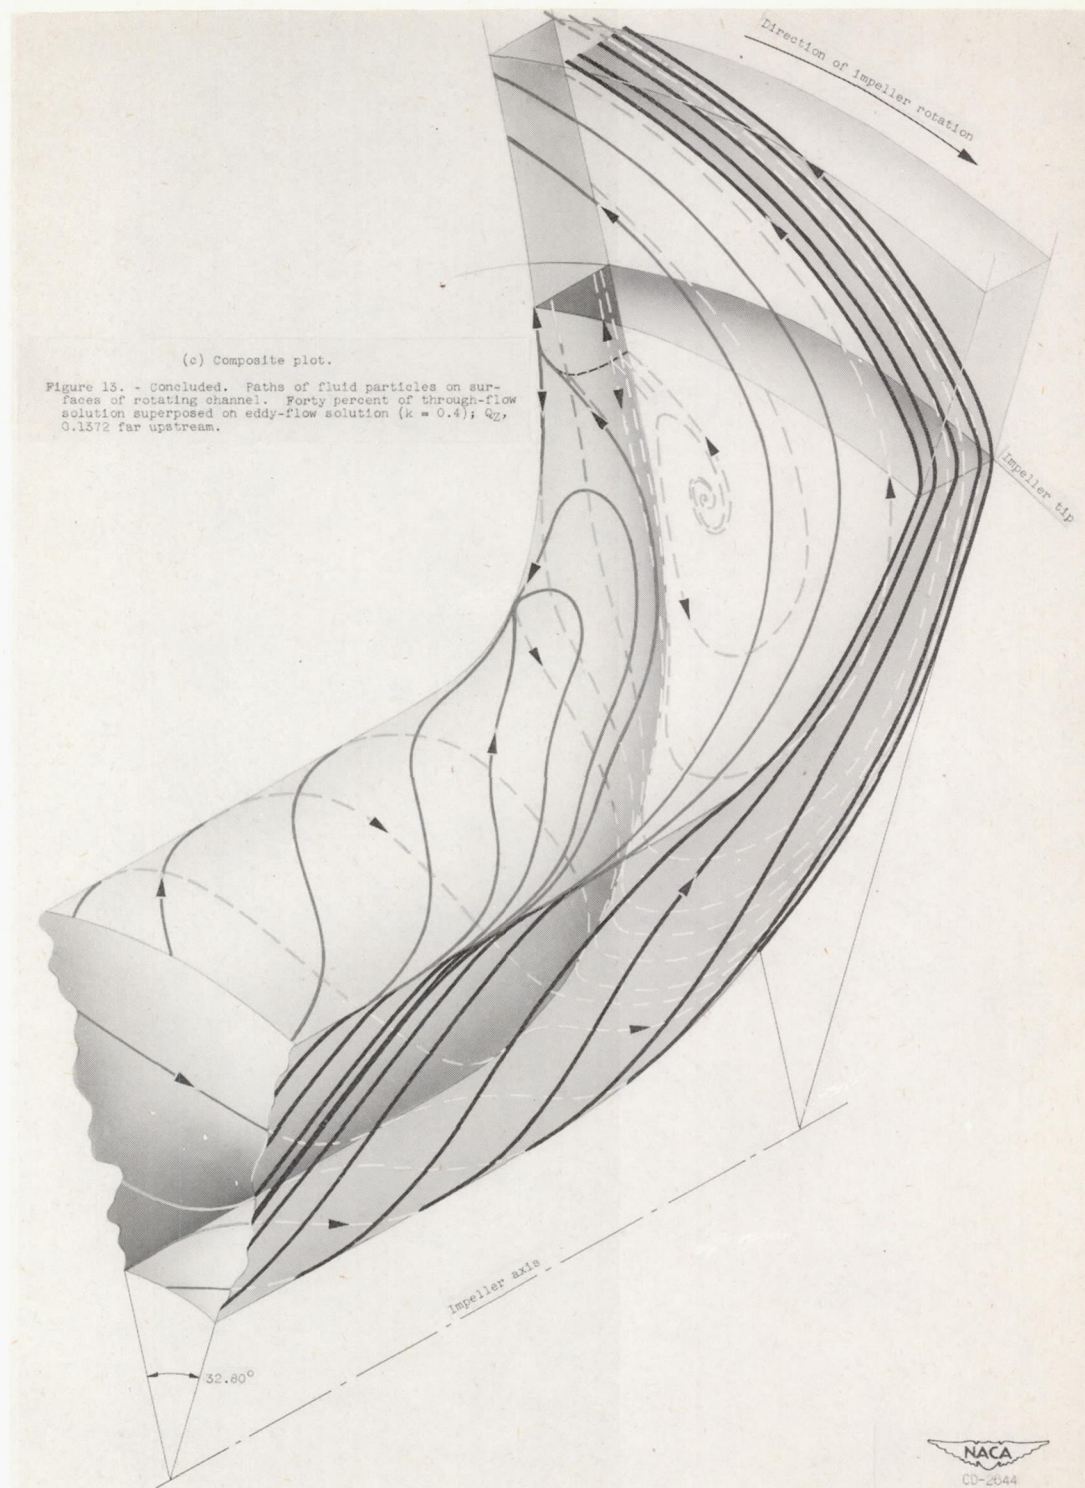 Direction of impeller rotation
(c) Composite plot.
Figure 13. - Concluded. Paths of fluid particles on sur-
faces of rotating channel. Forty percent of through-flow
solution superposed on eddy-flow solution (k = 0.4); QZ,
0.1372 far upstream.
Impeller tip
Impeller axis
32.80°
NACA
CD-2644